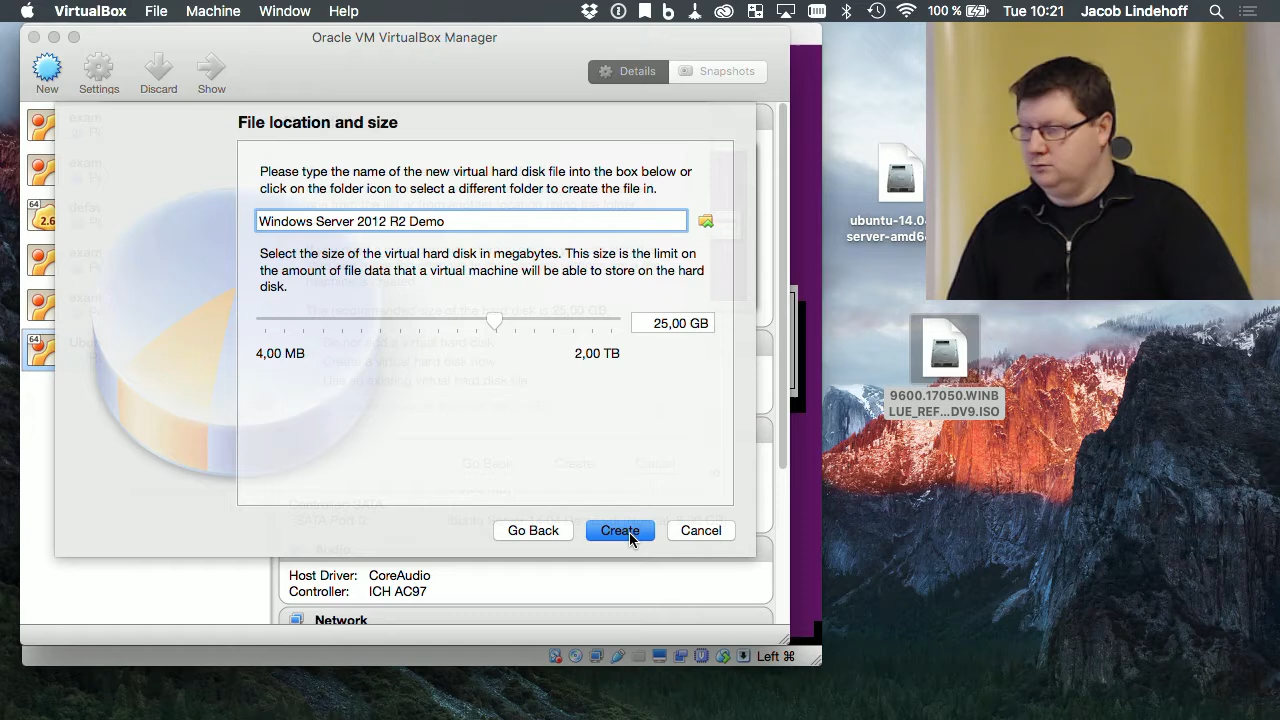 VirtualBox File Machine Window Help
100 % Tue 10:21 Jacob Lindehoff
Oracle VM VirtualBox Manager
New Settings Discard Show
Details Snapshots
File location and size
Please type the name of the new virtual hard disk file into the box below or
click on the folder icon to select a different folder to create the file in.
Windows Server 2012 R2 Demo
Select the size of the virtual hard disk in megabytes. This size is the limit on
the amount of file data that a virtual machine will be able to store on the hard
disk.
25,00 GB
4,00 MB 2,00 TB
Go Back Create Cancel
64
2.6
64
Host Driver: CoreAudio
Controller: ICH AC97
Network
Left ⌘
ubuntu-14.04
server-amd64
9600.17050.WINB
LUE_REF...DV9.ISO